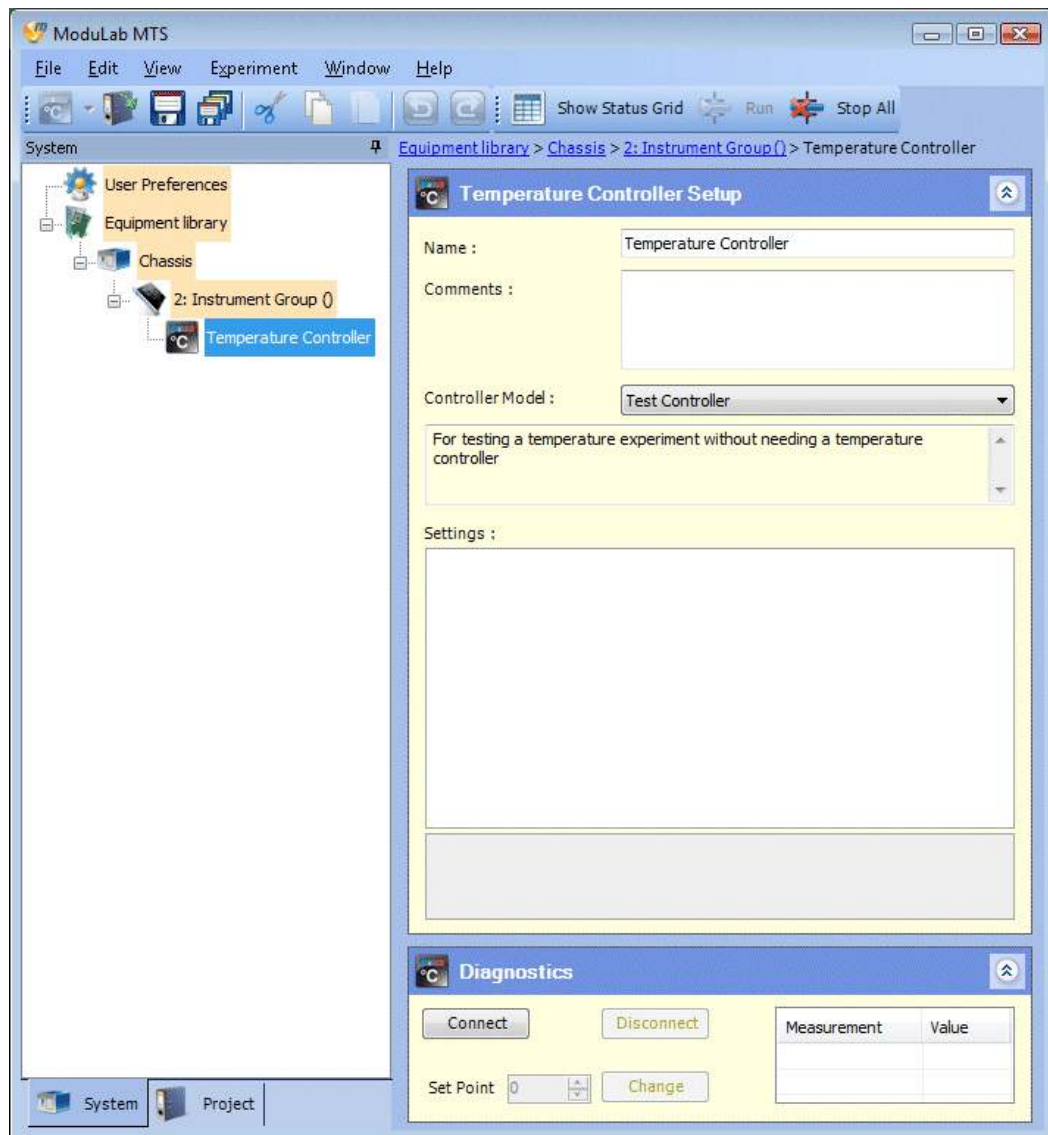 ModuLab MTS
File Edit View Experiment Window Help
Show Status Grid Run Stop All
System
Equipment library > Chassis > 2: Instrument Group () > Temperature Controller
User Preferences
Equipment library
Chassis
2: Instrument Group ()
°C Temperature Controller
°C Temperature Controller Setup
Name : Temperature Controller
Comments :
Controller Model : Test Controller
For testing a temperature experiment without needing a temperature
controller
Settings :
°C Diagnostics
Connect Disconnect Measurement Value
Set Point 0 Change
System Project